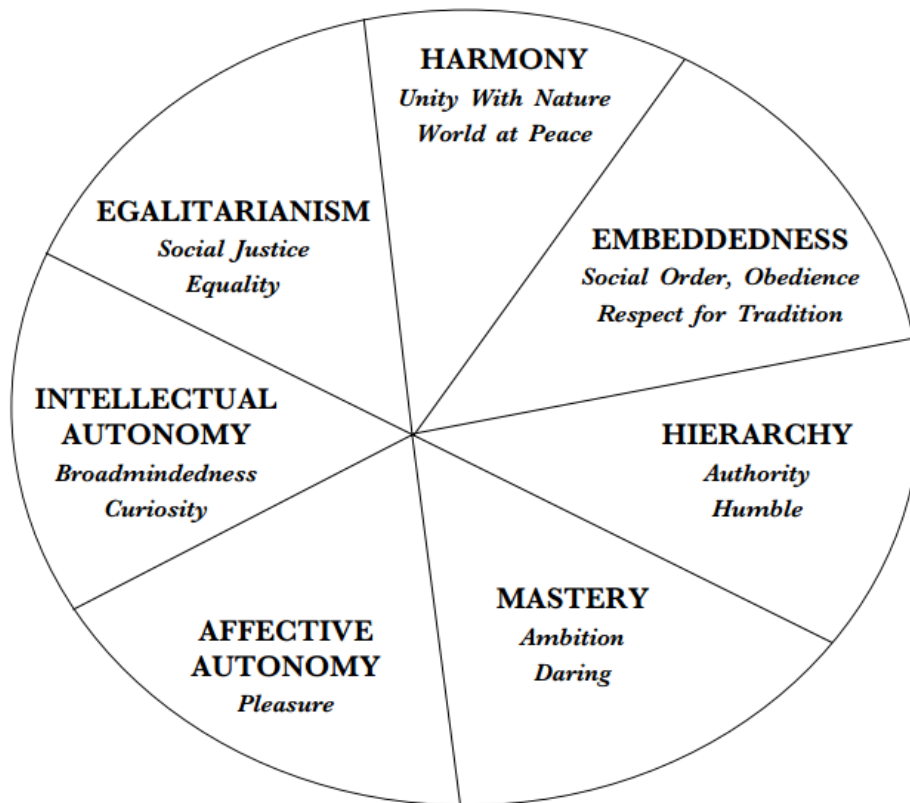 HARMONY
Unity With Nature
World at Peace
EGALITARIANISM
Social Justice
Equality
EMBEDDEDNESS
Social Order, Obedience
Respect for Tradition
INTELLECTUAL
AUTONOMY
Broadmindedness
Curiosity
HIERARCHY
Authority
Humble
AFFECTIVE
AUTONOMY
Pleasure
MASTERY
Ambition
Daring